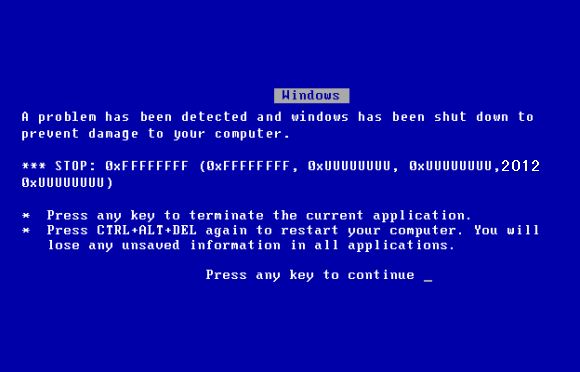 Windows
A problem has been detected and windows has been shut down to
prevent damage to your computer.
*** STOP: 0xFFFFFFFF (0xFFFFFFFF, 0xUUUUUUUU, 0xUUUUUUUU,2012
0xUUUUUUUU)
* Press any key to terminate the current application.
* Press CTRL+ALT+DEL again to restart your computer. You will
lose any unsaved information in all applications.
Press any key to continue _